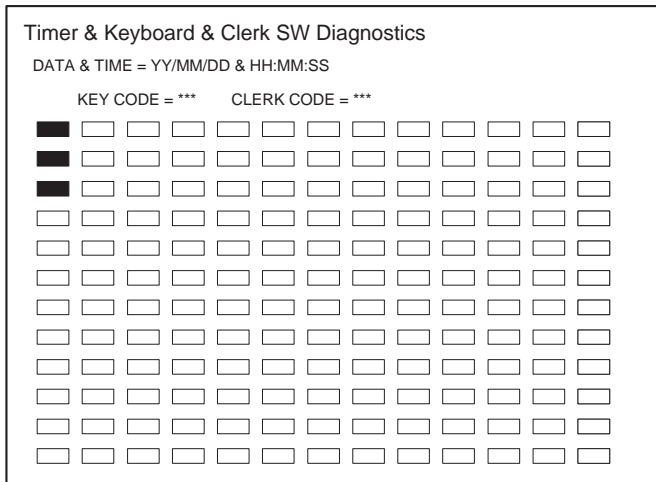 Timer & Keyboard & Clerk SW Diagnostics
DATA & TIME = YY/MM/DD & HH:MM:SS
KEY CODE = *** CLERK CODE = ***